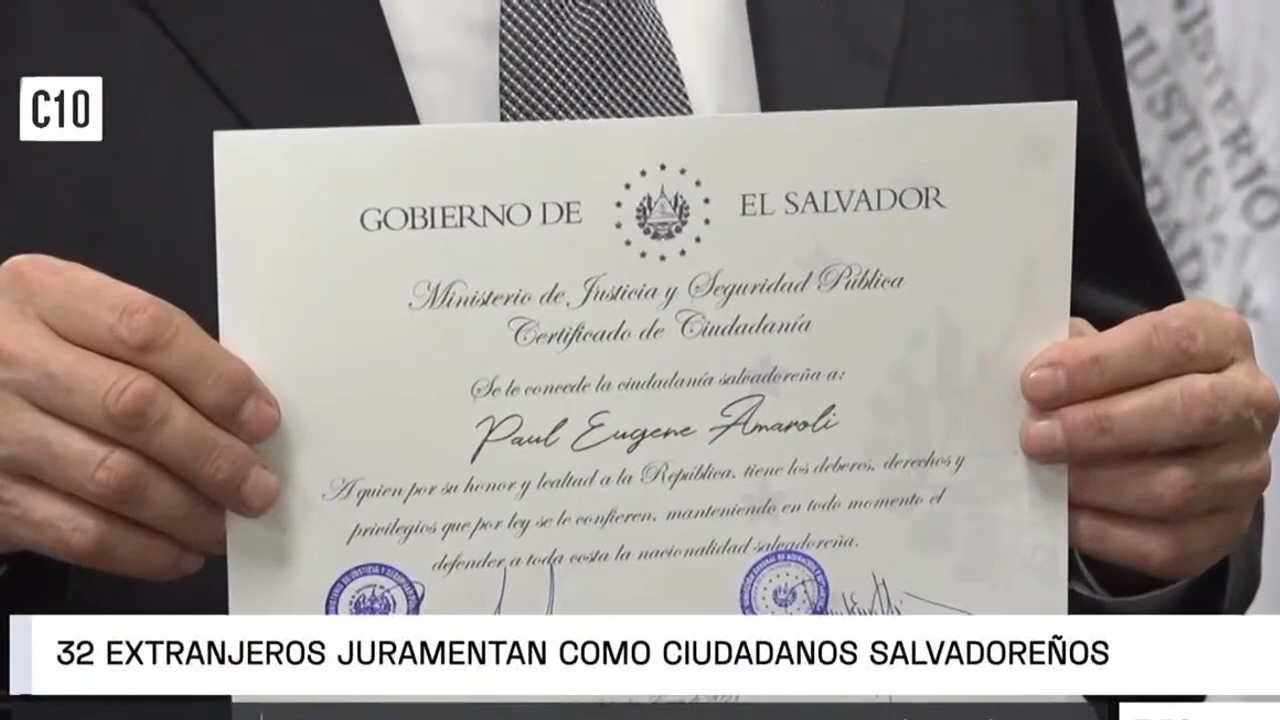 C10
GOBIERNO DE EL SALVADOR
Ministerio de Justicia y Seguridad Pública
Certificado de Ciudadanía
Se le concede la ciudadanía salvadoreña a:
Paul Eugene Amaroli
A quien por su honor y lealtad a la República, tiene los deberes, derechos y
privilegios que por ley se le confieren, manteniendo en todo momento el
defender a toda costa la nacionalidad salvadoreña.
32 EXTRANJEROS JURAMENTAN COMO CIUDADANOS SALVADOREÑOS